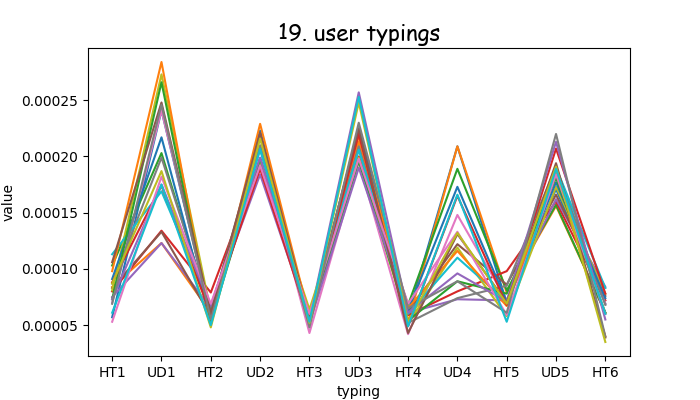 19. user typings
value
0.00025
0.00020
0.00015
0.00010
0.00005
HT1 UD1 HT2 UD2 HT3 UD3 HT4 UD4 HT5 UD5 HT6
typing